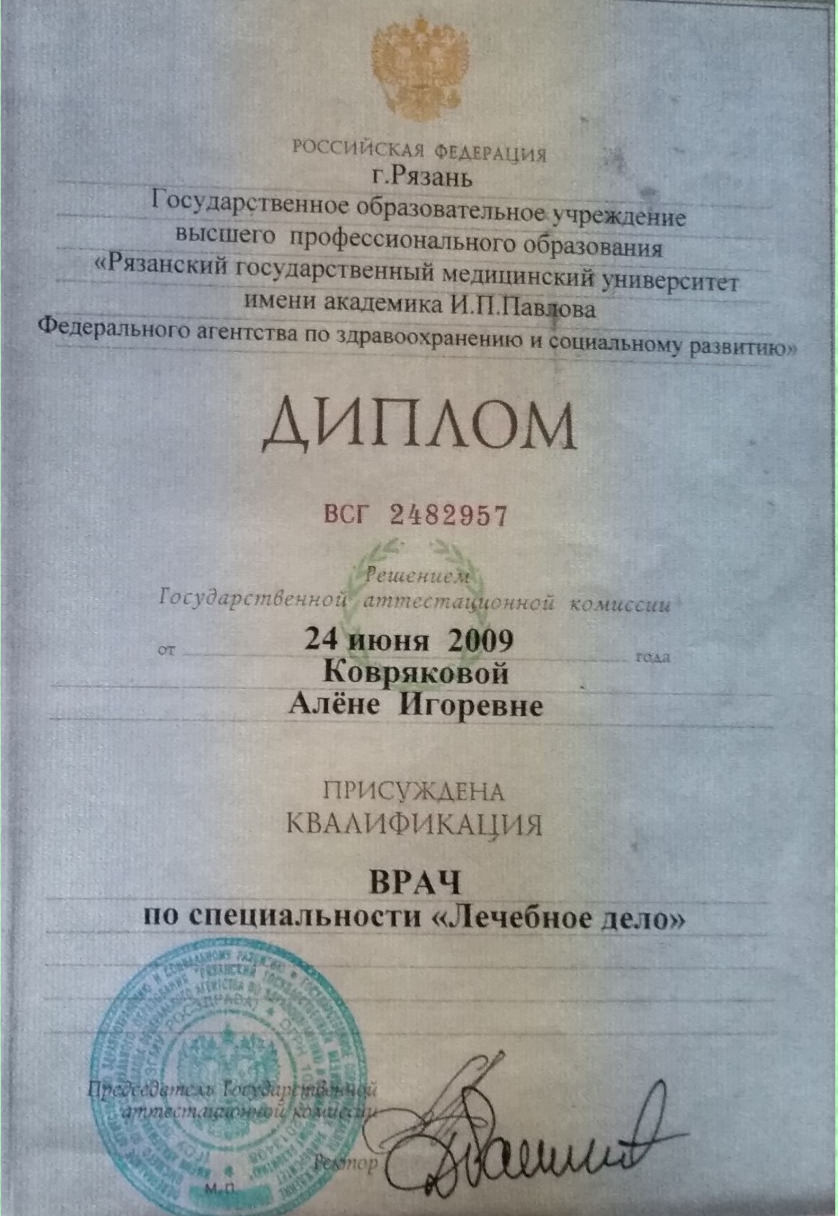 РОССИЙСКАЯ ФЕДЕРАЦИЯ
г.Рязань
Государственное образовательное учреждение
высшего профессионального образования
«Рязанский государственный медицинский университет
имени академика И.П.Павлова
Федерального агентства по здравоохранению и социальному развитию»
ДИПЛОМ
ВСГ 2482957
Решением
Государственной аттестационной комиссии
от 24 июня 2009 года
Ковряковой
Алёне Игоревне
ПРИСУЖДЕНА
КВАЛИФИКАЦИЯ
ВРАЧ
по специальности «Лечебное дело»
Председатель Государственной
аттестационной комиссии
Ректор
М.П.